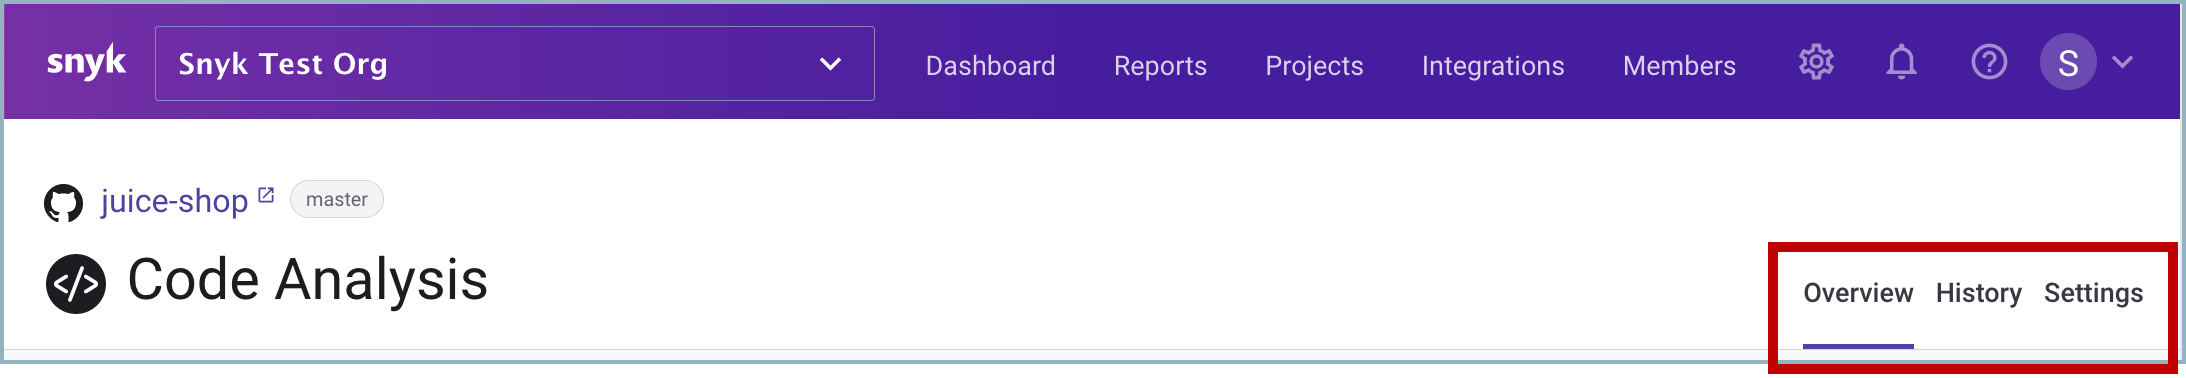 snyk Snyk Test Org Dashboard Reports Projects Integrations Members S
juice-shop master
</> Code Analysis
Overview History Settings